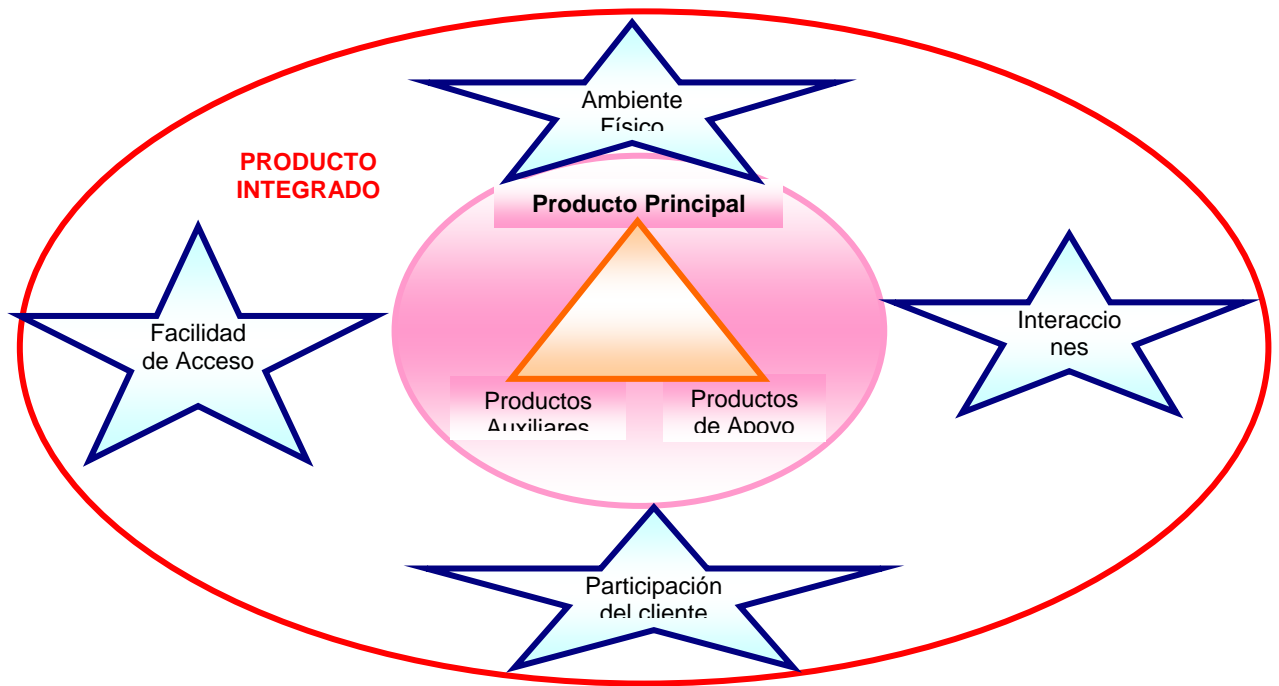 Ambiente
Físico
PRODUCTO
INTEGRADO
Producto Principal
Facilidad
de Acceso
Interaccio
nes
Productos
Auxiliares
Productos
de Apoyo
Participación
del cliente